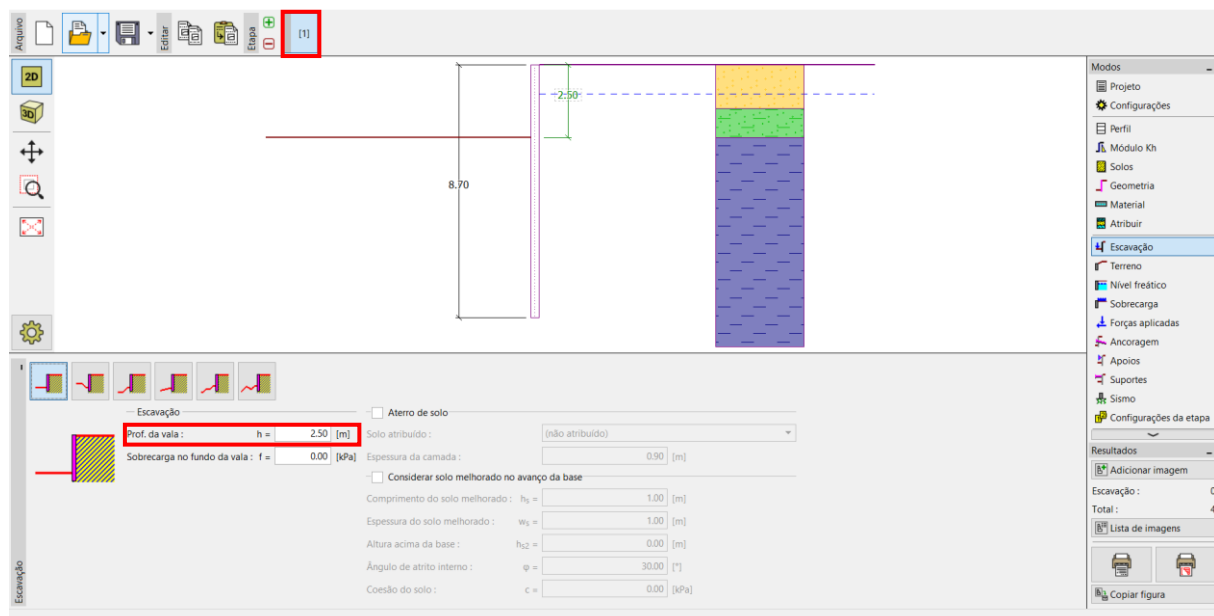 Arquivo
Editar
Etapa
[1]
2D
3D
2.50
8.70
Modos
Projeto
Configurações
Perfil
Módulo Kh
Solos
Geometria
Material
Atribuir
Escavação
Terreno
Nível freático
Sobrecarga
Forças aplicadas
Ancoragem
Apoios
Suportes
Sismo
Configurações da etapa
Escavação
Prof. da vala : h = 2.50 [m]
Sobrecarga no fundo da vala : f = 0.00 [kPa]
Aterro de solo
Solo atribuído : (não atribuído)
Espessura da camada : 0.90 [m]
Considerar solo melhorado no avanço da base
Comprimento do solo melhorado : h₅ = 1.00 [m]
Espessura do solo melhorado : w₅ = 1.00 [m]
Altura acima da base : h₅₂ = 0.00 [m]
Ângulo de atrito interno : φ = 30.00 [°]
Coesão do solo : c = 0.00 [kPa]
Escavação
Resultados
Adicionar imagem
Escavação : 0
Total : 4
Lista de imagens
Copiar figura